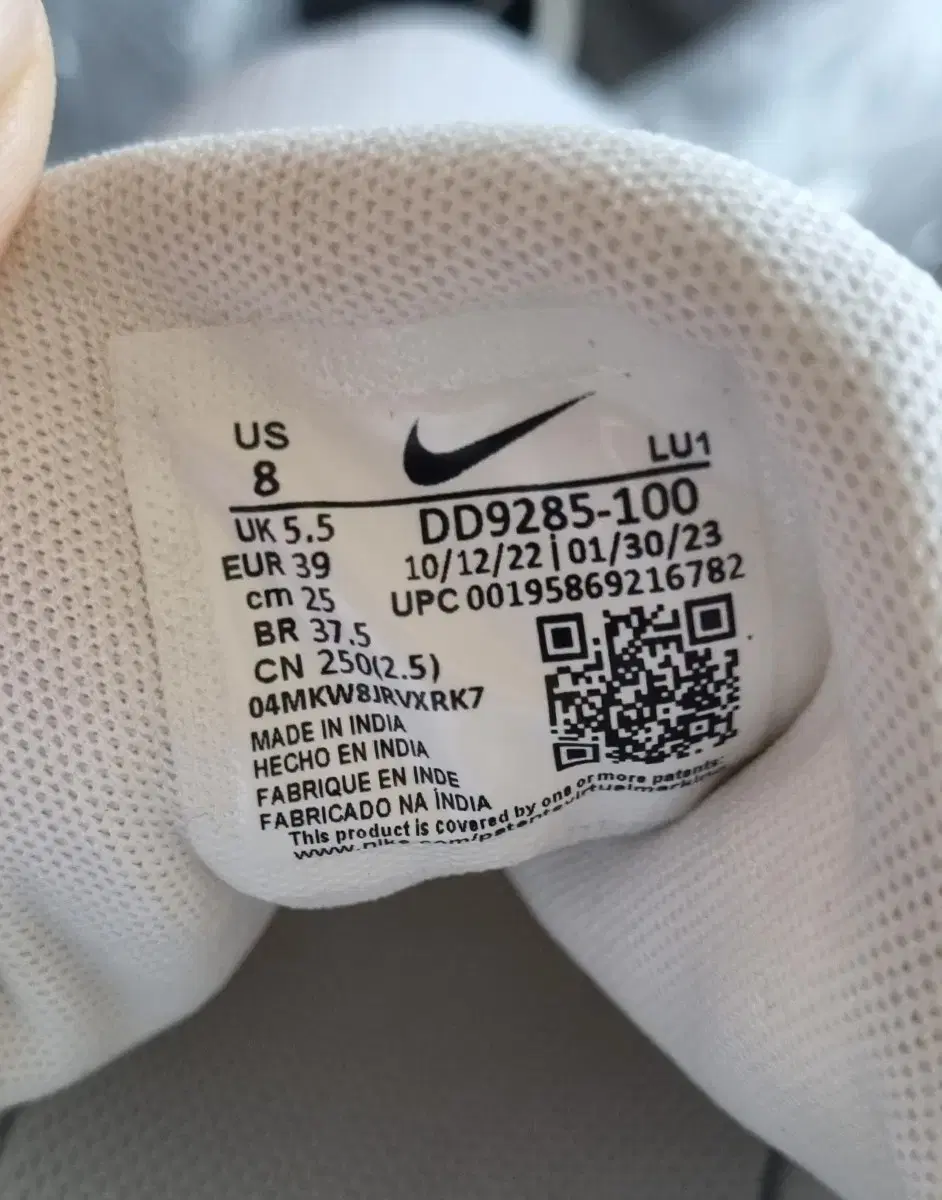 US
8
LU1
UK 5.5
EUR 39
cm 25
BR 37.5
CN 250(2.5)
DD9285-100
10/12/22 | 01/30/23
UPC 00195869216782
04MKW8JRVXRK7
MADE IN INDIA
HECHO EN INDIA
FABRIQUE EN INDE
FABRICADO NA ÍNDIA
This product is covered by one or more patents: